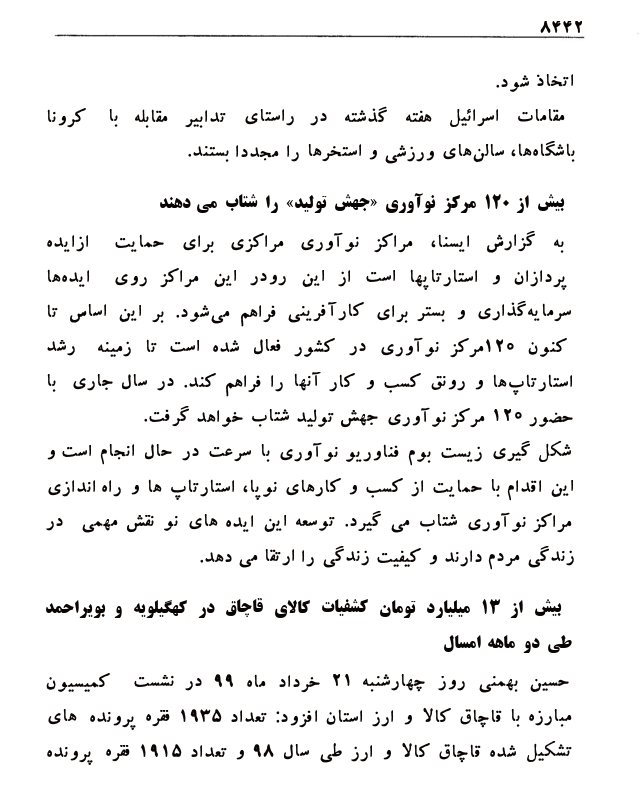 ۸۴۴۲
اتخاذ شود.
مقامات اسرائیل هفته گذشته در راستای تدابیر مقابله با کرونا
باشگاه‌ها، سالن‌های ورزشی و استخرها را مجددا بستند.
بیش از ۱۲۰ مرکز نوآوری «جهش تولید» را شتاب می دهند
به گزارش ایسنا، مراکز نوآوری مراکزی برای حمایت ازایده
پردازان و استارتاپها است از این رودر این مراکز روی ایده‌ها
سرمایه‌گذاری و بستر برای کارآفرینی فراهم می‌شود. بر این اساس تا
کنون ۱۲۰مرکز نوآوری در کشور فعال شده است تا زمینه رشد
استارتاپ‌ها و رونق کسب و کار آنها را فراهم کند. در سال جاری با
حضور ۱۲۰ مرکز نوآوری جهش تولید شتاب خواهد گرفت.
شکل گیری زیست بوم فناوریو نوآوری با سرعت در حال انجام است و
این اقدام با حمایت از کسب و کارهای نوپا، استارتاپ ها و راه اندازی
مراکز نوآوری شتاب می گیرد. توسعه این ایده های نو نقش مهمی در
زندگی مردم دارند و کیفیت زندگی را ارتقا می دهد.
بیش از ۱۳ میلیارد تومان کشفیات کالای قاچاق در کهگیلویه و بویراحمد
طی دو ماهه امسال
حسین بهمنی روز چهارشنبه ۲۱ خرداد ماه ۹۹ در نشست کمیسیون
مبارزه با قاچاق کالا و ارز استان افزود: تعداد ۱۹۳۵ فقره پرونده های
تشکیل شده قاچاق کالا و ارز طی سال ۹۸ و تعداد ۱۹۱۵ فقره پرونده